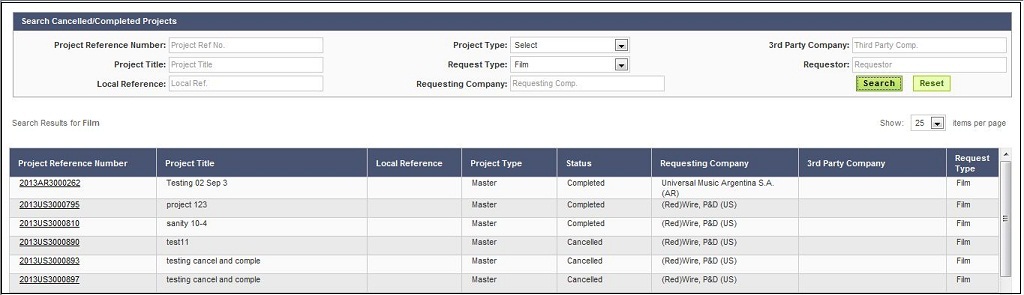 Search Cancelled/Completed Projects
Project Reference Number: Project Ref No. Project Type: Select 3rd Party Company: Third Party Comp.
Project Title: Project Title Request Type: Film Requestor: Requestor
Local Reference: Local Ref. Requesting Company: Requesting Comp. Search Reset
Search Results for Film Show: 25 items per page
Project Reference Number Project Title Local Reference Project Type Status Requesting Company 3rd Party Company Request Type
2013AR3000262 Testing 02 Sep 3 Master Completed Universal Music Argentina S.A. (AR) Film
2013US3000795 project 123 Master Completed (Red)Wire, P&D (US) Film
2013US3000810 sanity 10-4 Master Completed (Red)Wire, P&D (US) Film
2013US3000890 test11 Master Cancelled (Red)Wire, P&D (US) Film
2013US3000893 testing cancel and comple Master Cancelled (Red)Wire, P&D (US) Film
2013US3000897 testing cancel and comple Master Cancelled (Red)Wire, P&D (US) Film